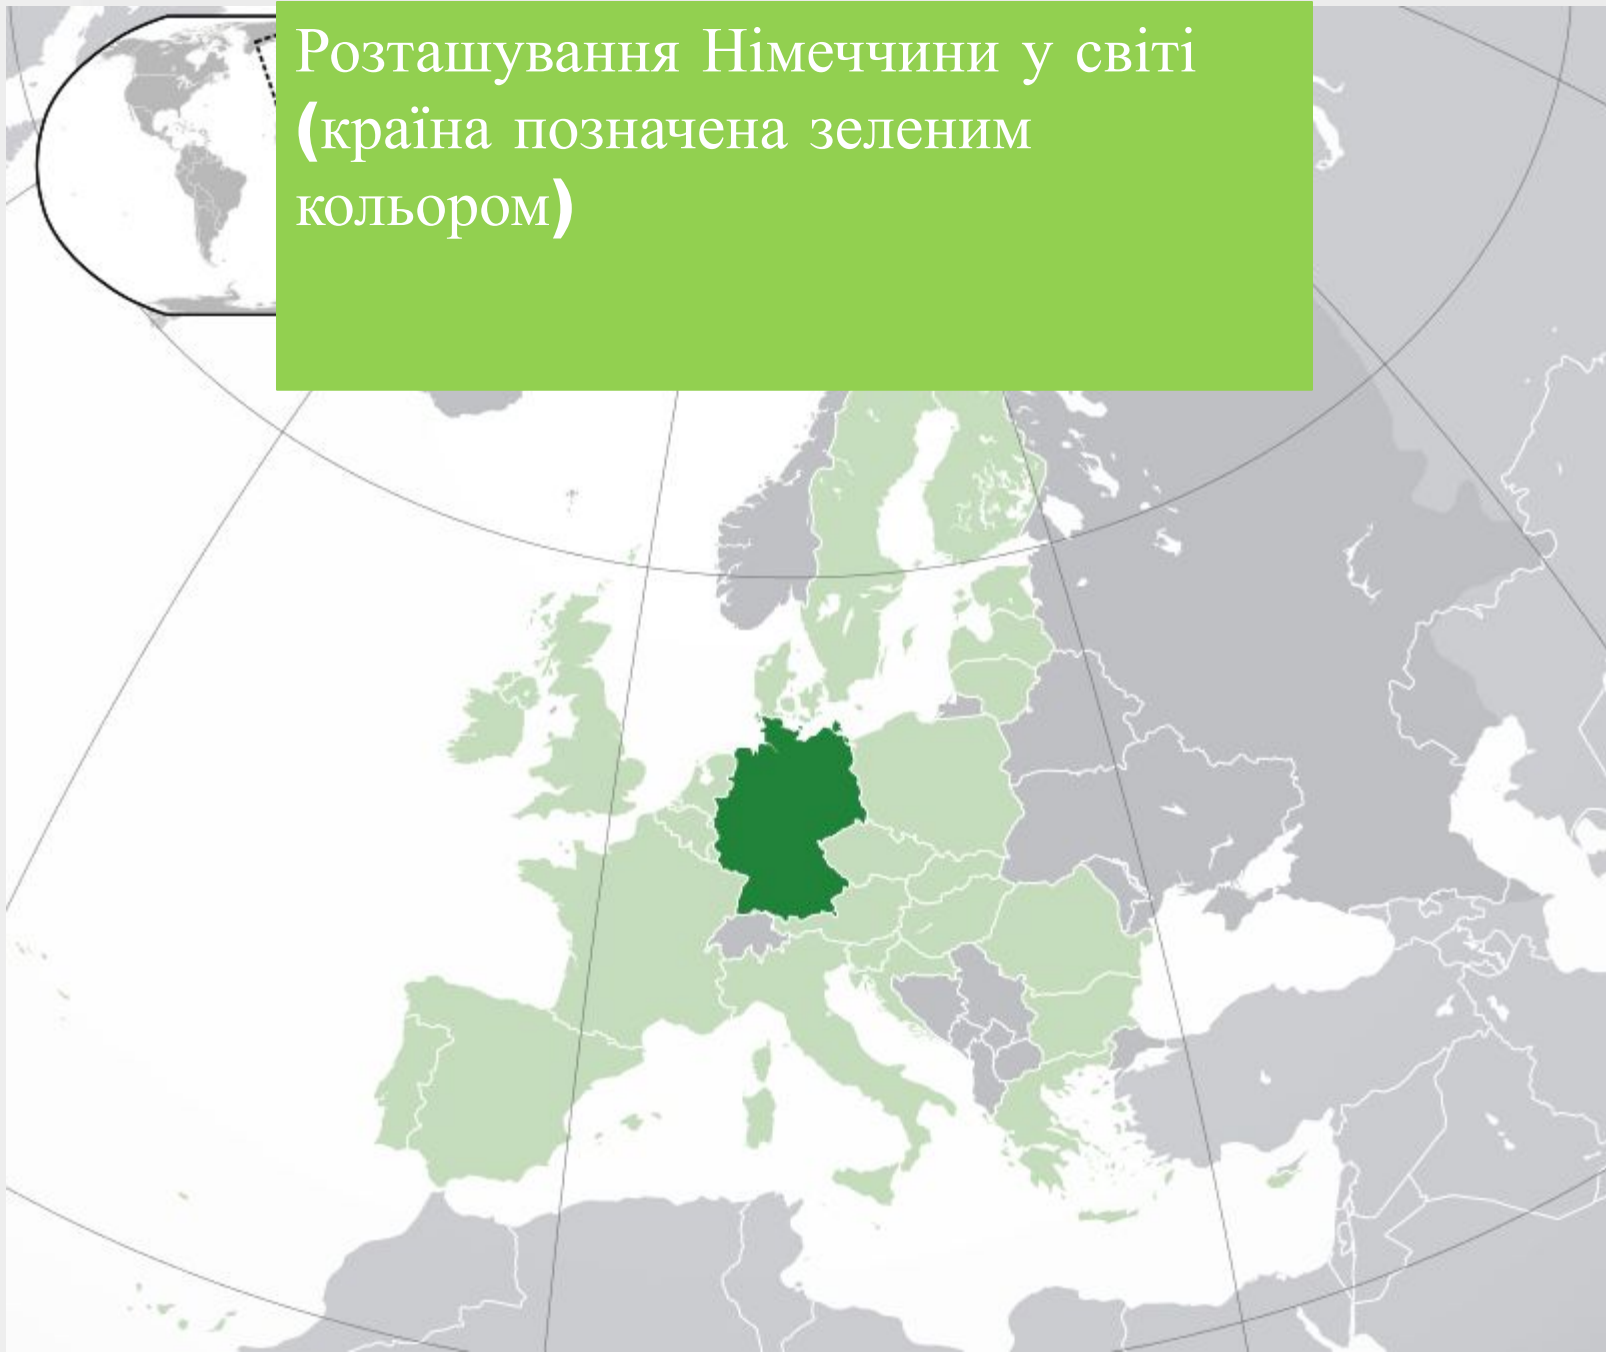 Розташування Німеччини у світі
(країна позначена зеленим
кольором)